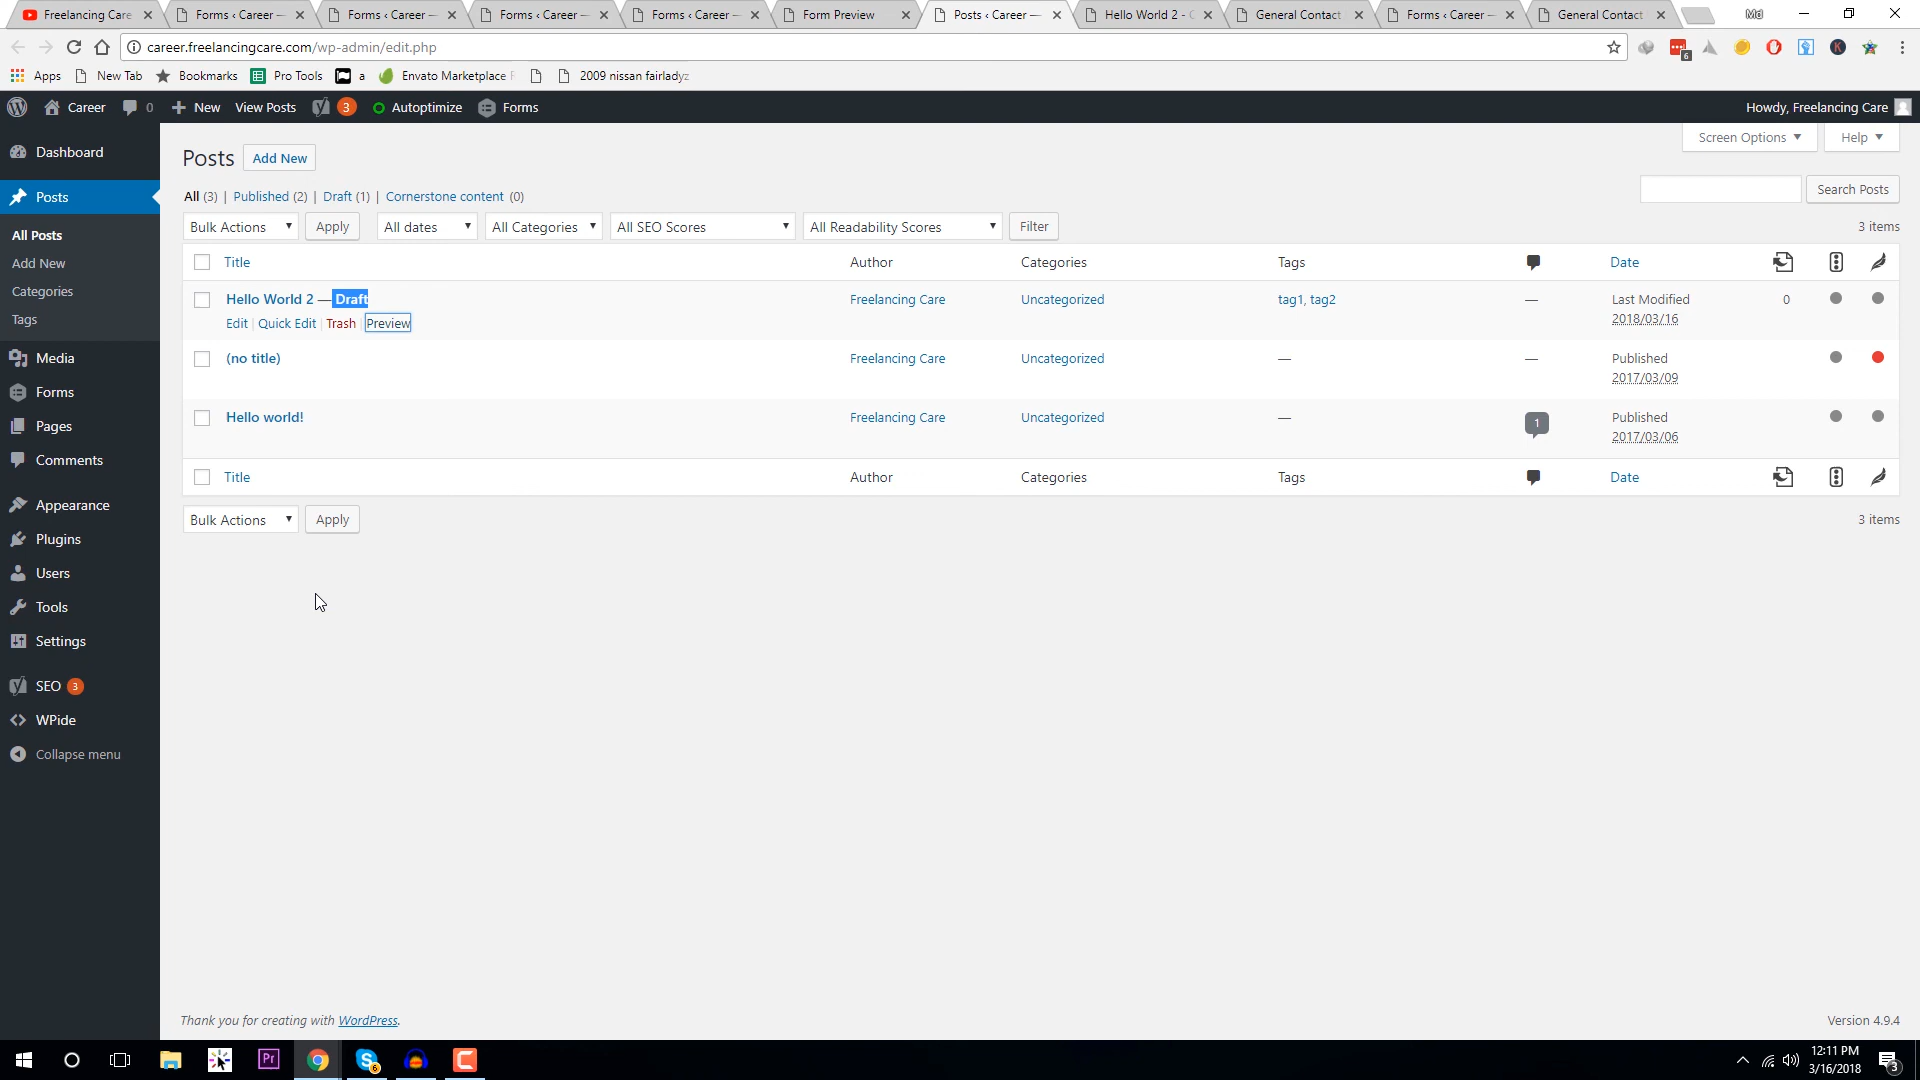 Freelancing Care
Forms ‹ Career —
Forms ‹ Career —
Forms ‹ Career —
Forms ‹ Career —
Form Preview
Posts ‹ Career —
Hello World 2 -
General Contact
Forms ‹ Career —
General Contact
Md
career.freelancingcare.com/wp-admin/edit.php
6
Apps
New Tab
Bookmarks
Pro Tools
a
Envato Marketplace
2009 nissan fairladyz
Career
0
New
View Posts
3
Autoptimize
Forms
Howdy, Freelancing Care
Dashboard
Posts
All Posts
Add New
Categories
Tags
Media
Forms
Pages
Comments
Appearance
Plugins
Users
Tools
Settings
SEO 3
WPide
Collapse menu
Screen Options
Help
Posts Add New
All (3) | Published (2) | Draft (1) | Cornerstone content (0)
Search Posts
Bulk Actions Apply All dates All Categories All SEO Scores All Readability Scores Filter 3 items
Title Author Categories Tags Date
Hello World 2 — Draft Freelancing Care Uncategorized tag1, tag2 — Last Modified 0
Edit | Quick Edit | Trash | Preview 2018/03/16
(no title) Freelancing Care Uncategorized — — Published
2017/03/09
Hello world! Freelancing Care Uncategorized — 1 Published
2017/03/06
Title Author Categories Tags Date
Bulk Actions Apply 3 items
Thank you for creating with WordPress.
Version 4.9.4
Pr
6
12:11 PM
3/16/2018
3